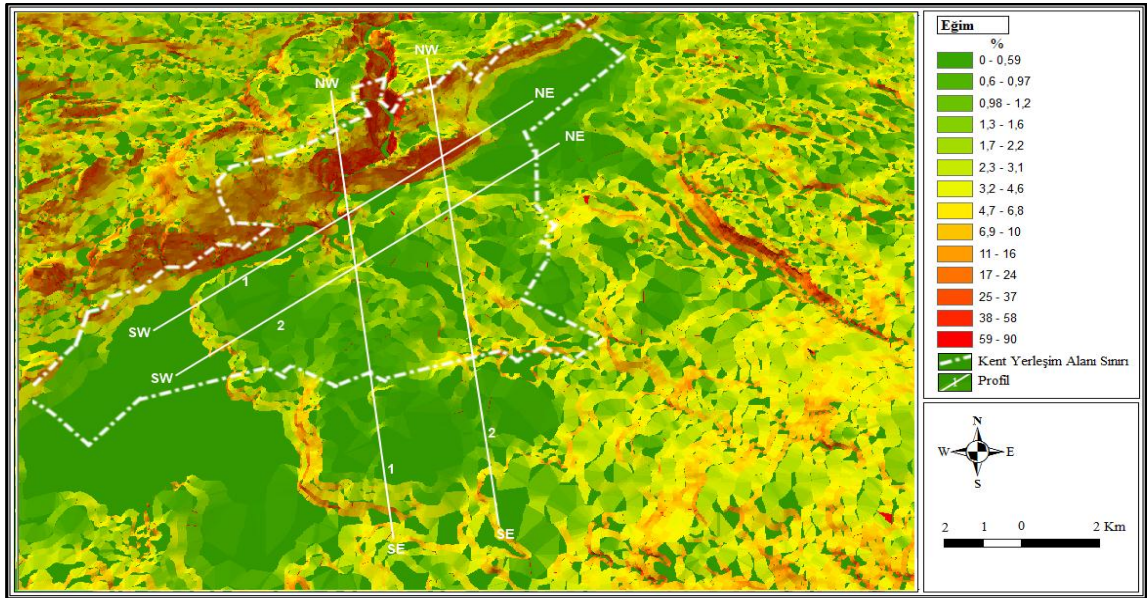 NW
NW
NE
NE
1
2
SW
SW
2
1
SE
SE
Eğim
%
0 - 0,59
0,6 - 0,97
0,98 - 1,2
1,3 - 1,6
1,7 - 2,2
2,3 - 3,1
3,2 - 4,6
4,7 - 6,8
6,9 - 10
11 - 16
17 - 24
25 - 37
38 - 58
59 - 90
Kent Yerleşim Alanı Sınırı
1 Profil
N
W E
S
2 1 0 2 Km